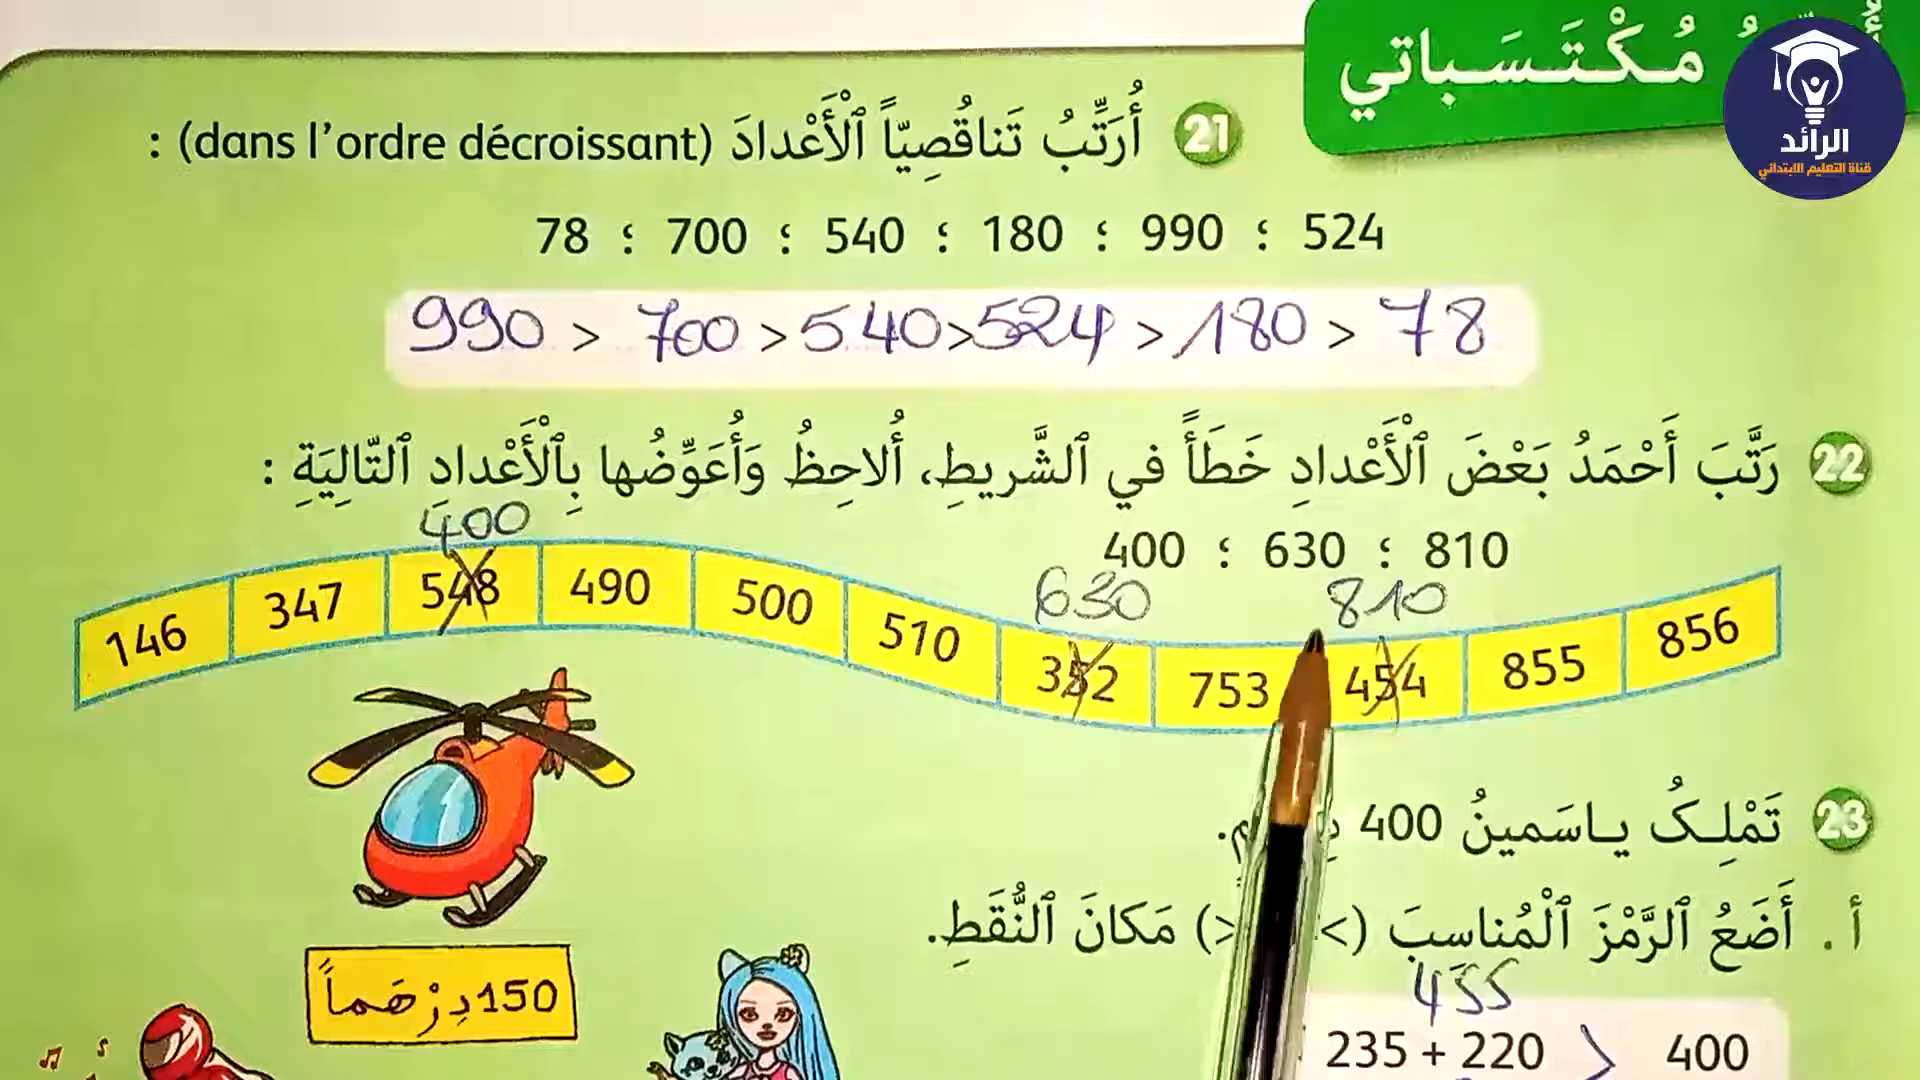 مُكْتَسَباتي
الرائد
قناة التعليم الابتدائي
21 أُرَتِّبُ تَناقُصِيّاً ٱلْأَعْدادَ (dans l'ordre décroissant) :
78 ؛ 700 ؛ 540 ؛ 180 ؛ 990 ؛ 524
990 > 700 > 540 > 524 > 180 > 78
22 رَتَّبَ أَحْمَدُ بَعْضَ ٱلْأَعْدادِ خَطَأً في ٱلشَّريطِ، أُلاحِظُ وَأُعَوِّضُها بِٱلْأَعْدادِ ٱلتّالِيَةِ :
400 ؛ 630 ؛ 810
400 630 810
146 347 548 490 500 510 352 753 454 855 856
23 تَمْلِكُ ياسَمينُ 400
أ . أَضَعُ ٱلرَّمْزَ ٱلْمُناسِبَ (> <) مَكانَ ٱلنُّقَطِ.
150 دِرْهَماً
455
235 + 220 > 400